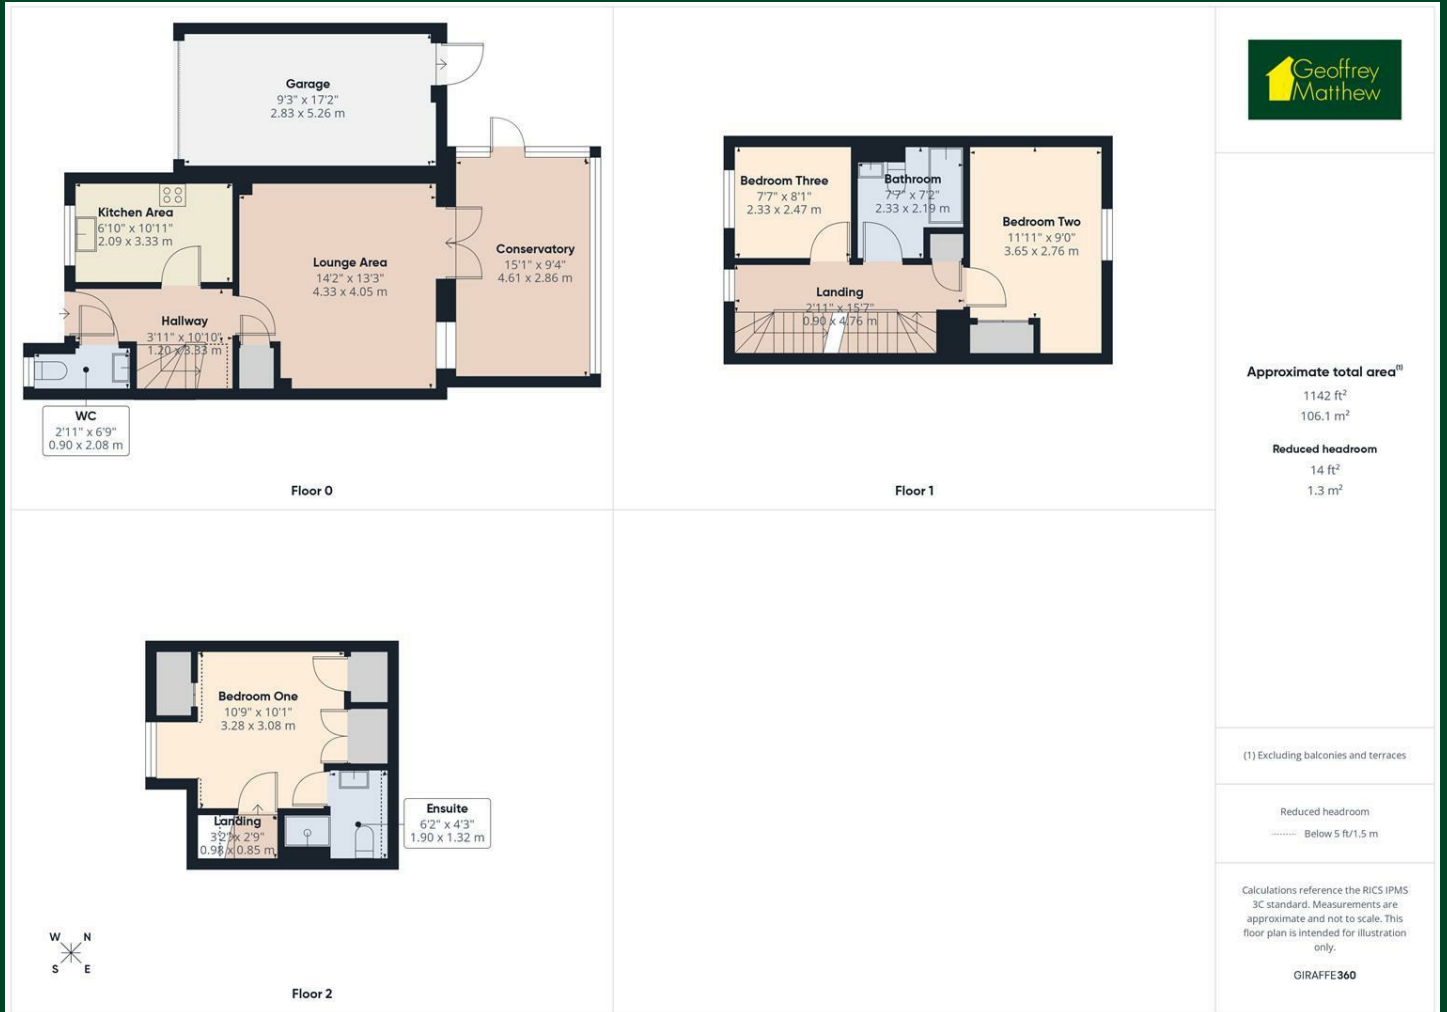 Garage
9'3" x 17'2"
2.83 x 5.26 m
Kitchen Area
6'10" x 10'11"
2.09 x 3.33 m
Lounge Area
14'2" x 13'3"
4.33 x 4.05 m
Conservatory
15'1" x 9'4"
4.61 x 2.86 m
Hallway
3'11" x 10'10"
1.20 x 3.33 m
WC
2'11" x 6'9"
0.90 x 2.08 m
Floor 0
Bedroom Three
7'7" x 8'1"
2.33 x 2.47 m
Bathroom
7'7" x 7'2"
2.33 x 2.19 m
Bedroom Two
11'11" x 9'0"
3.65 x 2.76 m
Landing
2'11" x 15'7"
0.90 x 4.76 m
Floor 1
Bedroom One
10'9" x 10'1"
3.28 x 3.08 m
Landing
3'2" x 2'9"
0.98 x 0.85 m
Ensuite
6'2" x 4'3"
1.90 x 1.32 m
W N
S E
Floor 2
Geoffrey
Matthew
Approximate total area⁽¹⁾
1142 ft²
106.1 m²
Reduced headroom
14 ft²
1.3 m²
(1) Excluding balconies and terraces
Reduced headroom
Below 5 ft/1.5 m
Calculations reference the RICS IPMS
3C standard. Measurements are
approximate and not to scale. This
floor plan is intended for illustration
only.
GIRAFFE360